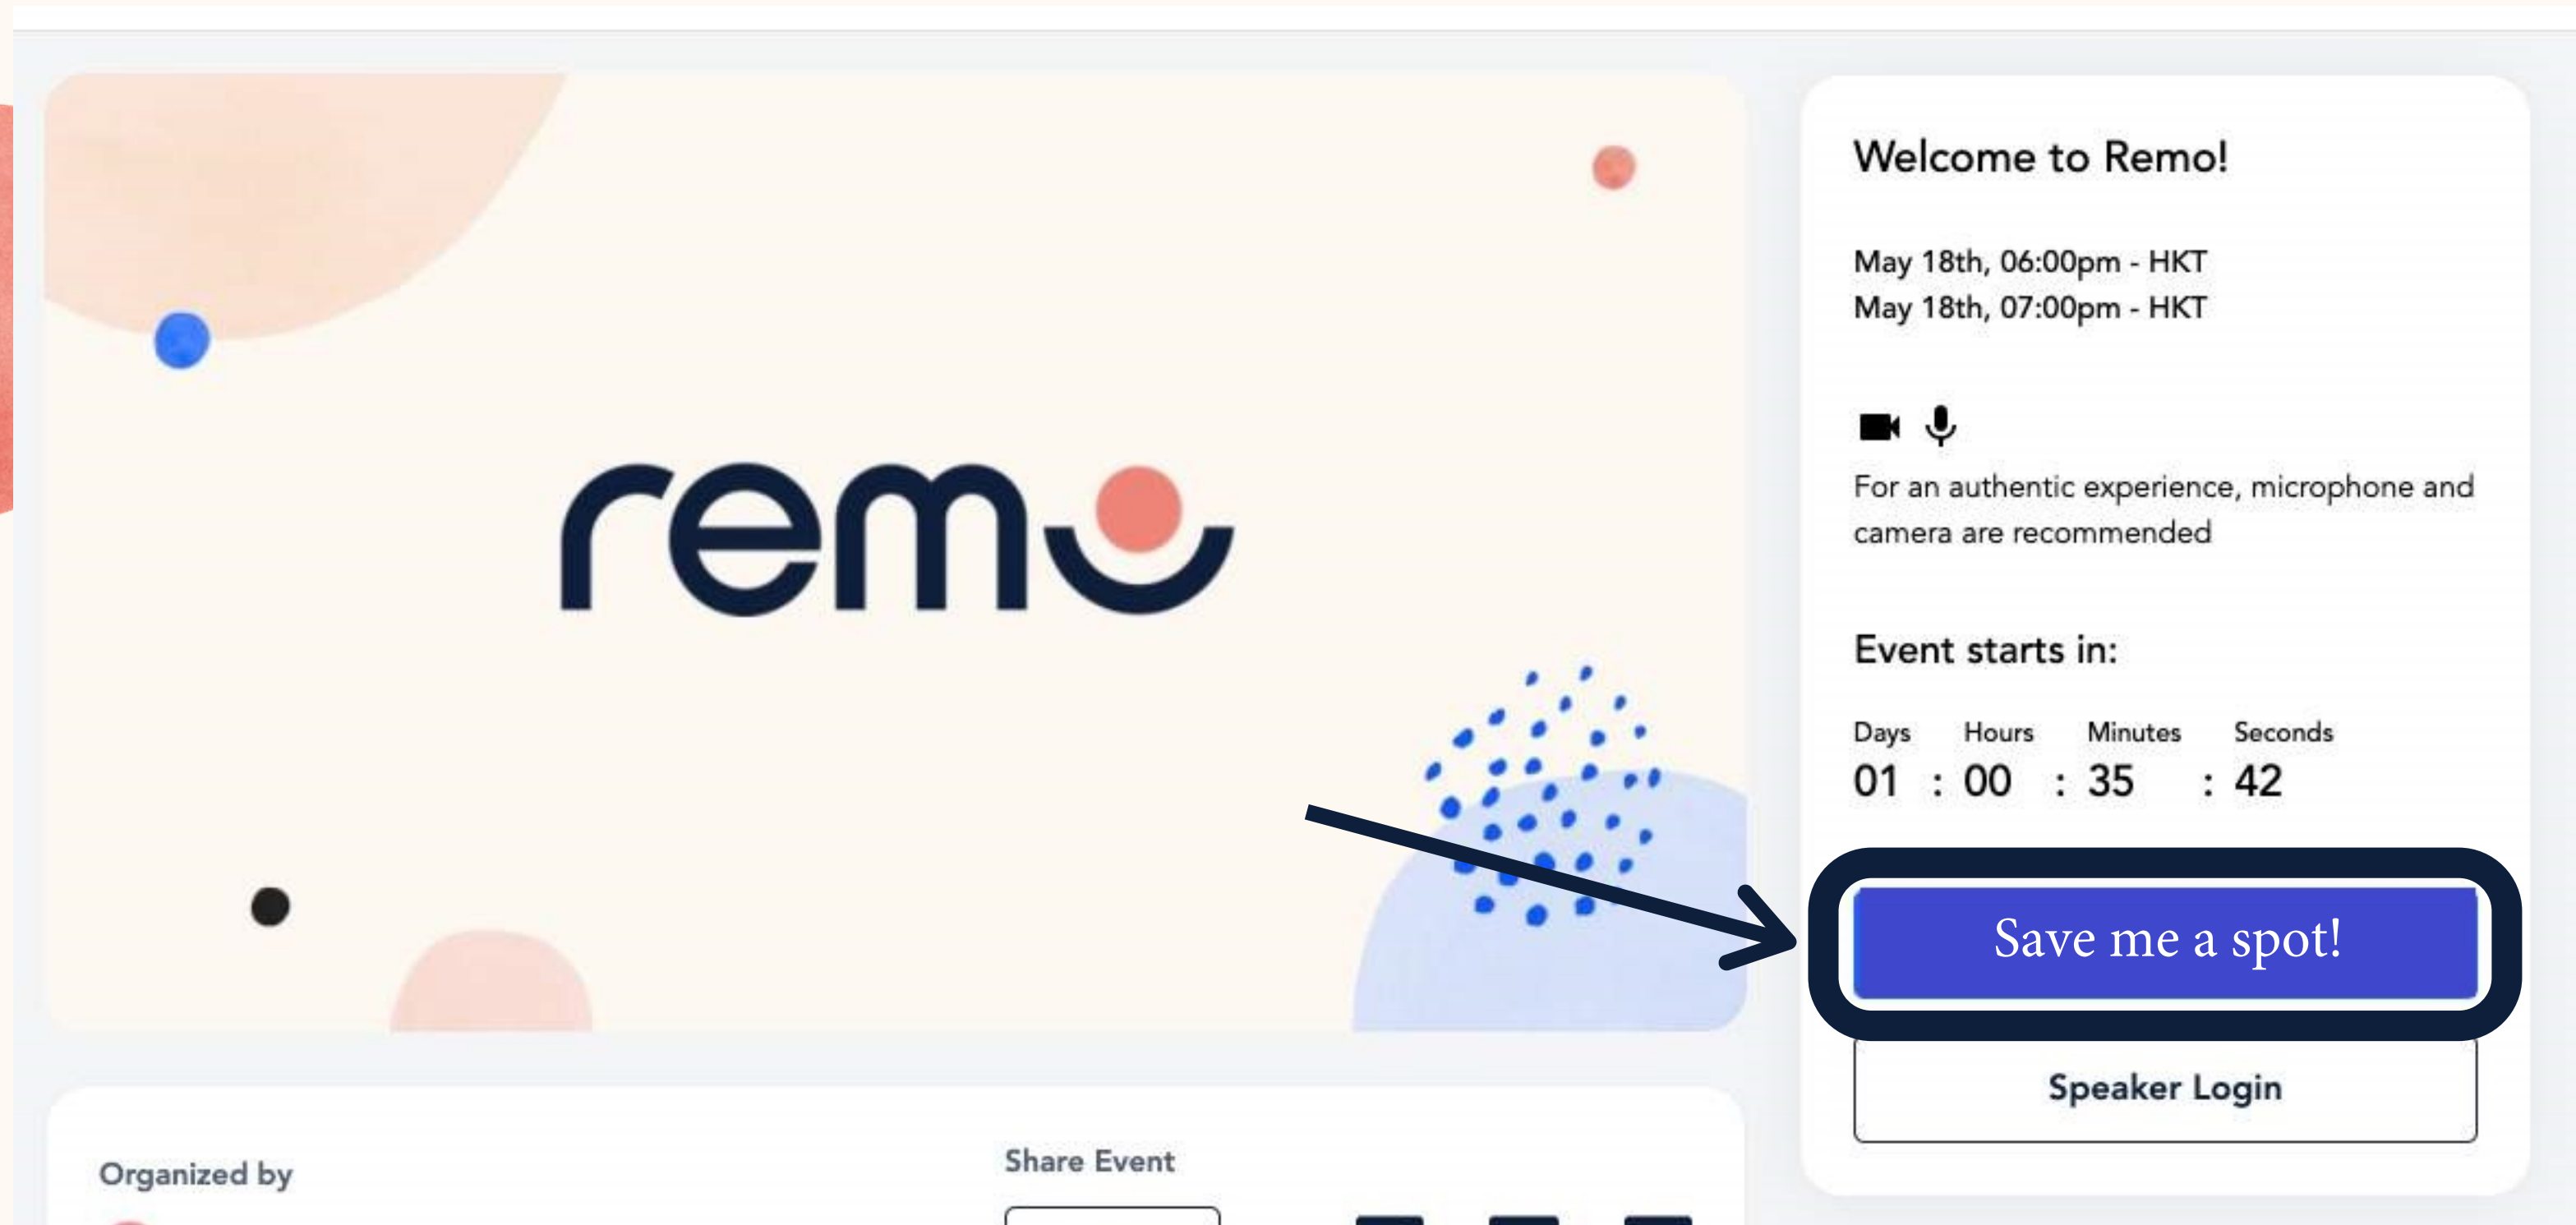 remo
Welcome to Remo!
May 18th, 06:00pm - HKT
May 18th, 07:00pm - HKT
For an authentic experience, microphone and
camera are recommended
Event starts in:
Days Hours Minutes Seconds
01 : 00 : 35 : 42
Save me a spot!
Speaker Login
Organized by
Share Event